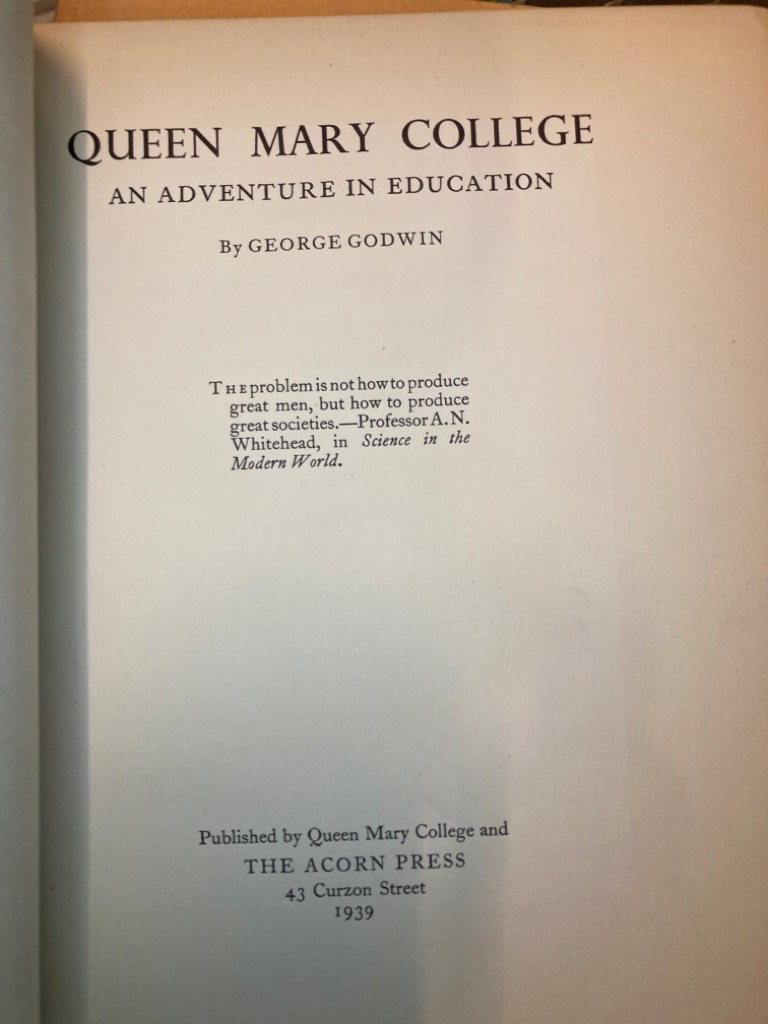 QUEEN MARY COLLEGE
AN ADVENTURE IN EDUCATION
By GEORGE GODWIN
THE problem is not how to produce
great men, but how to produce
great societies.—Professor A. N.
Whitehead, in Science in the
Modern World.
Published by Queen Mary College and
THE ACORN PRESS
43 Curzon Street
1939